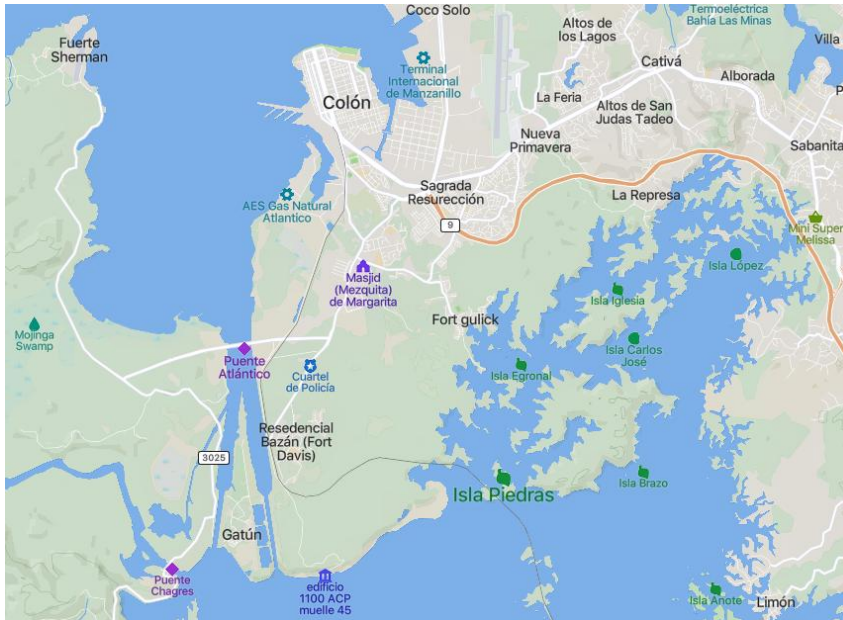 Coco Solo
Termoeléctrica
Bahía Las Minas
Altos de
los Lagos
Villa
Fuerte
Sherman
Terminal
Internacional
de Manzanillo
Cativá
Alborada
Colón
La Feria
Altos de San
Judas Tadeo
P
Nueva
Primavera
Sabanita
Sagrada
Resurección
La Represa
AES Gas Natural
Atlantico
9
Mini Super
Melissa
Isla López
Masjid
(Mezquita)
de Margarita
Isla Iglesia
Fort gulick
Mojinga
Swamp
Isla Carlos
José
Puente
Atlántico
Cuartel
de Policía
Isla Egronal
Resedencial
Bazán (Fort
Davis)
3025
Isla Piedras
Isla Brazo
Gatún
Puente
Chagres
edificio
1100 ACP
muelle 45
Isla Anote
Limón